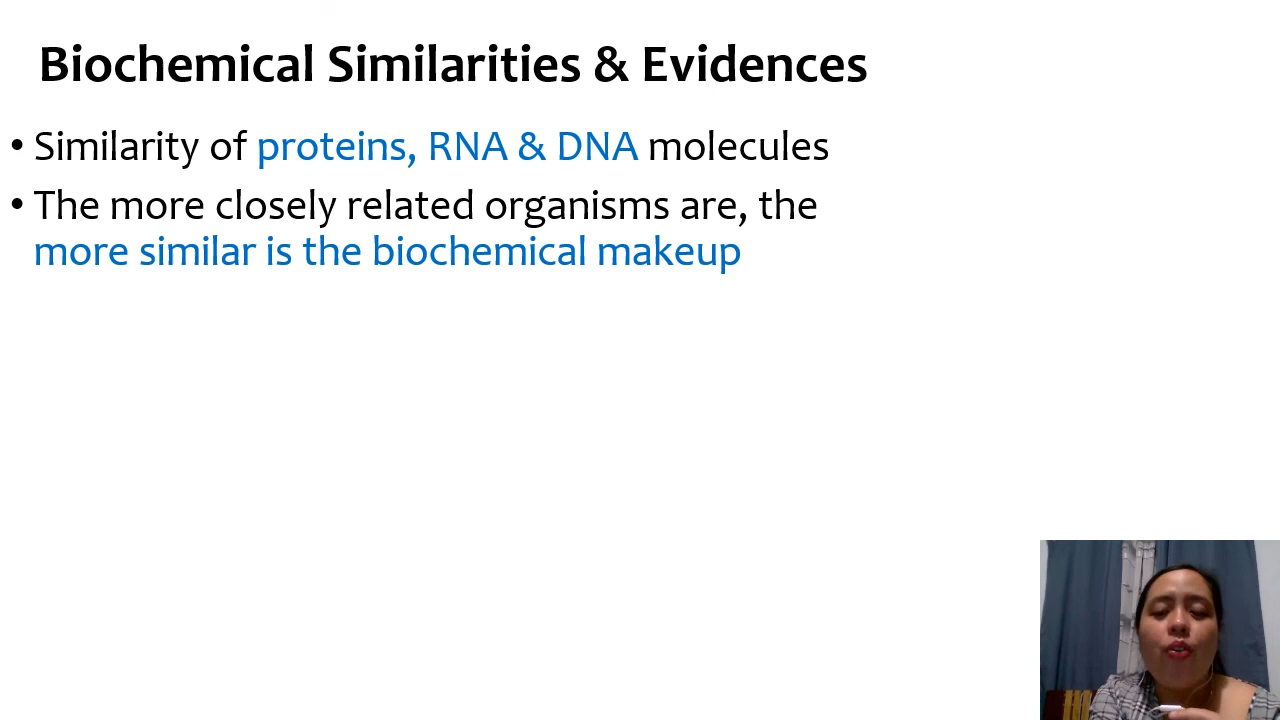 Biochemical Similarities & Evidences
• Similarity of proteins, RNA & DNA molecules
• The more closely related organisms are, the
more similar is the biochemical makeup